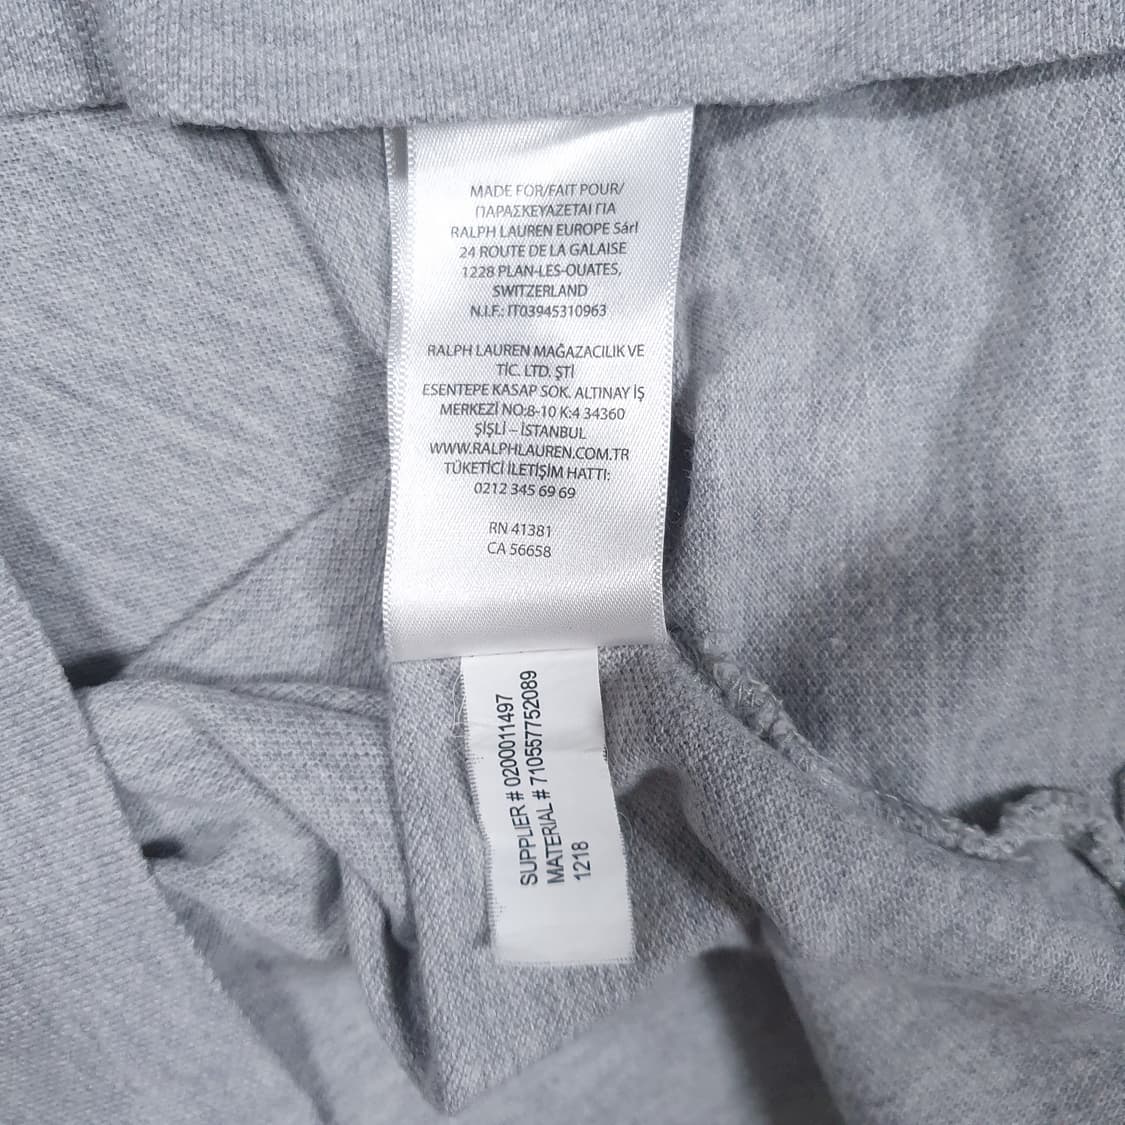 MADE FOR/FAIT POUR/
ΠΑΡΑΣΚΕΥΑΖΕΤΑΙ ΓΙΑ
RALPH LAUREN EUROPE Sárl
24 ROUTE DE LA GALAISE
1228 PLAN-LES-OUATES,
SWITZERLAND
N.I.F.: IT03945310963
RALPH LAUREN MAĞAZACILIK VE
TİC. LTD. ŞTİ
ESENTEPE KASAP SOK. ALTINAY İŞ
MERKEZİ NO:8-10 K:4 34360
ŞİŞLİ – İSTANBUL
WWW.RALPHLAUREN.COM.TR
TÜKETİCİ İLETİŞİM HATTI:
0212 345 69 69
RN 41381
CA 56658
SUPPLIER # 0200011497
MATERIAL # 710557752089
1218